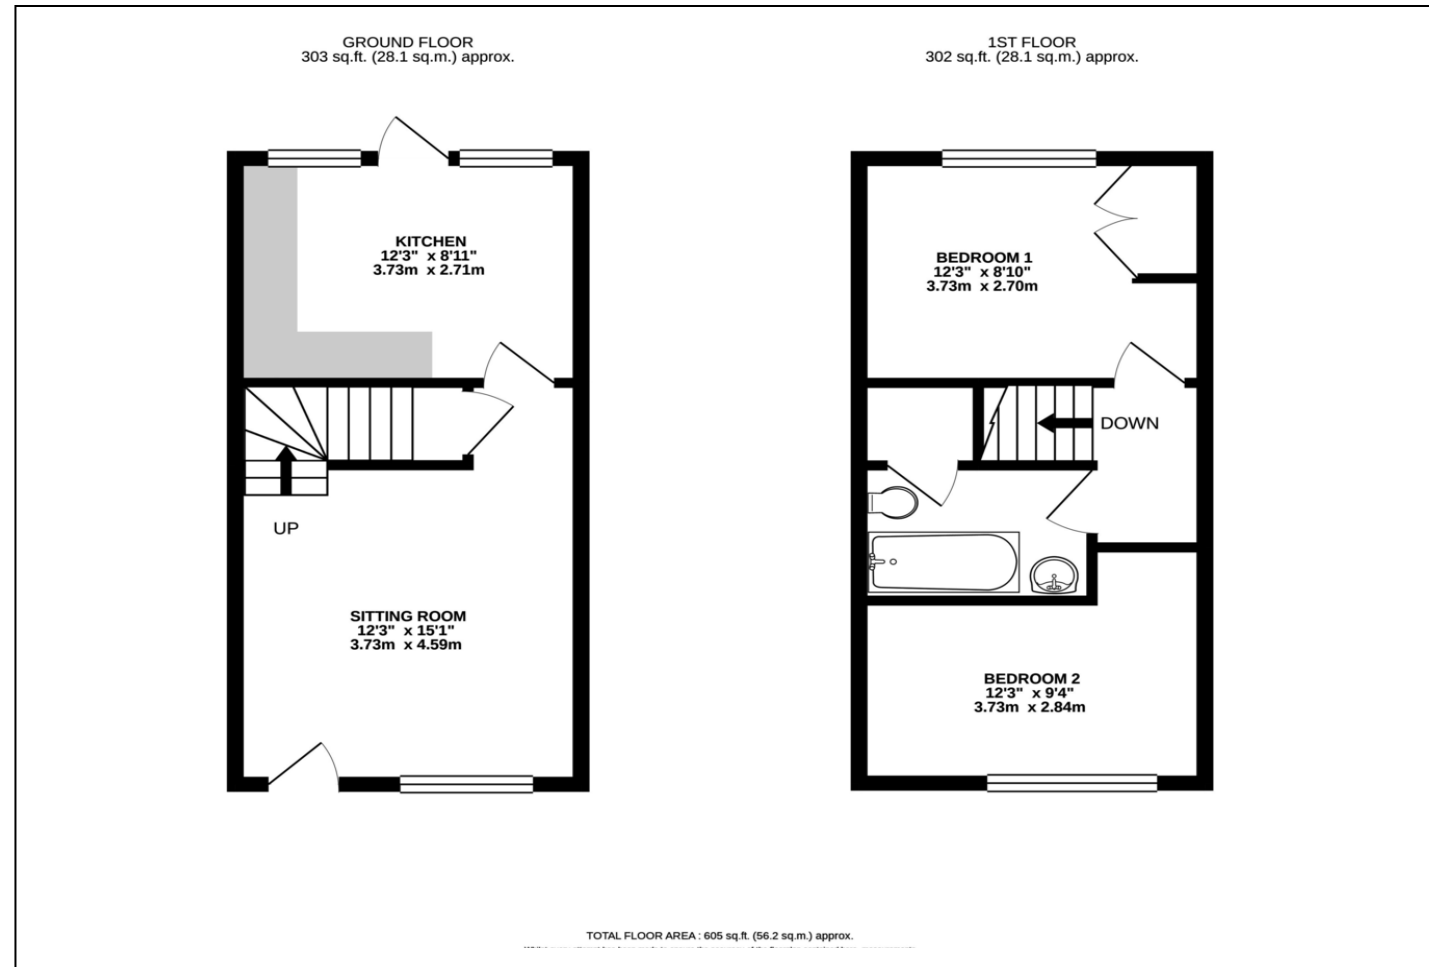 GROUND FLOOR
303 sq.ft. (28.1 sq.m.) approx.
1ST FLOOR
302 sq.ft. (28.1 sq.m.) approx.
KITCHEN
12'3" x 8'11"
3.73m x 2.71m
UP
SITTING ROOM
12'3" x 15'1"
3.73m x 4.59m
BEDROOM 1
12'3" x 8'10"
3.73m x 2.70m
DOWN
BEDROOM 2
12'3" x 9'4"
3.73m x 2.84m
TOTAL FLOOR AREA : 605 sq.ft. (56.2 sq.m.) approx.